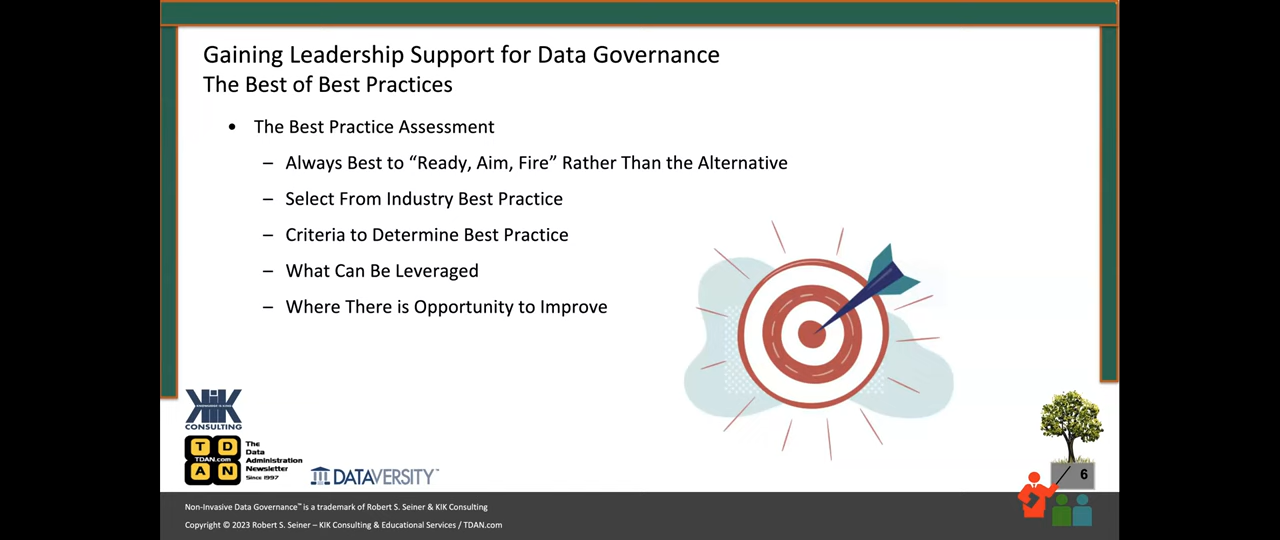 Gaining Leadership Support for Data Governance
The Best of Best Practices
• The Best Practice Assessment
– Always Best to “Ready, Aim, Fire” Rather Than the Alternative
– Select From Industry Best Practice
– Criteria to Determine Best Practice
– What Can Be Leveraged
– Where There is Opportunity to Improve
KIK
CONSULTING
T D
TDAN.com
A N
The
Data
Administration
Newsletter
Since 1997
DATAVERSITY
6
Non-Invasive Data Governance™ is a trademark of Robert S. Seiner & KIK Consulting
Copyright © 2023 Robert S. Seiner – KIK Consulting & Educational Services / TDAN.com